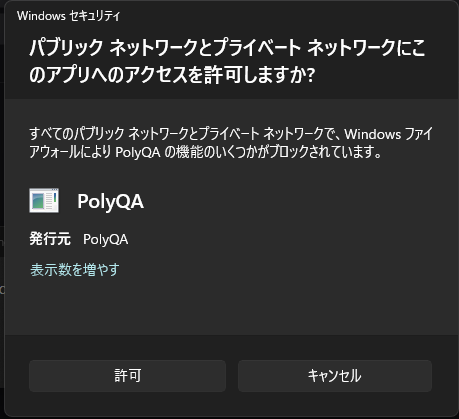 Windows セキュリティ
パブリック ネットワークとプライベート ネットワークにこ
のアプリへのアクセスを許可しますか?
すべてのパブリック ネットワークとプライベート ネットワークで、Windows ファイ
アウォールにより PolyQA の機能のいくつかがブロックされています。
PolyQA
発行元 PolyQA
表示数を増やす
許可
キャンセル